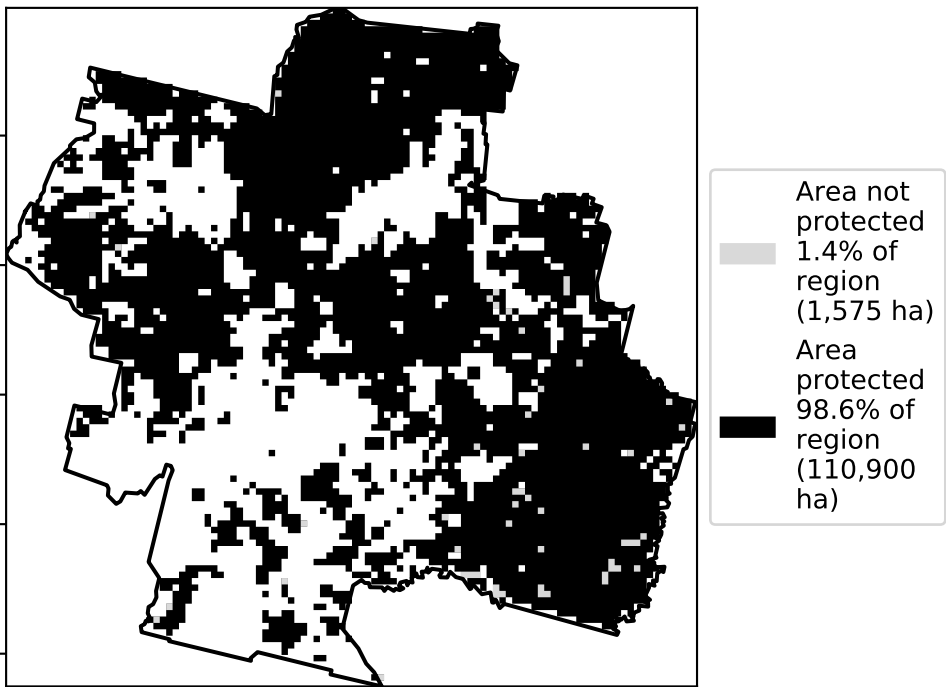 Area not
protected
1.4% of
region
(1,575 ha)
Area
protected
98.6% of
region
(110,900
ha)